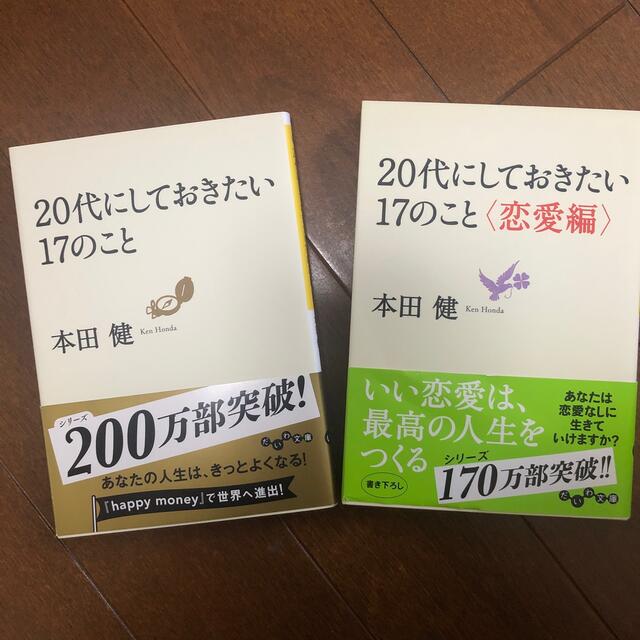 20代にしておきたい
17のこと
本田 健
Ken Honda
シリーズ
200万部突破!
だいわ文庫
あなたの人生は、きっとよくなる!
『happy money』で世界へ進出!
20代にしておきたい
17のこと〈恋愛編〉
本田 健
Ken Honda
いい恋愛は、
最高の人生を
つくる
あなたは
恋愛なしに
生きて
いけますか?
シリーズ
170万部突破!!
書き下ろし
だいわ文庫